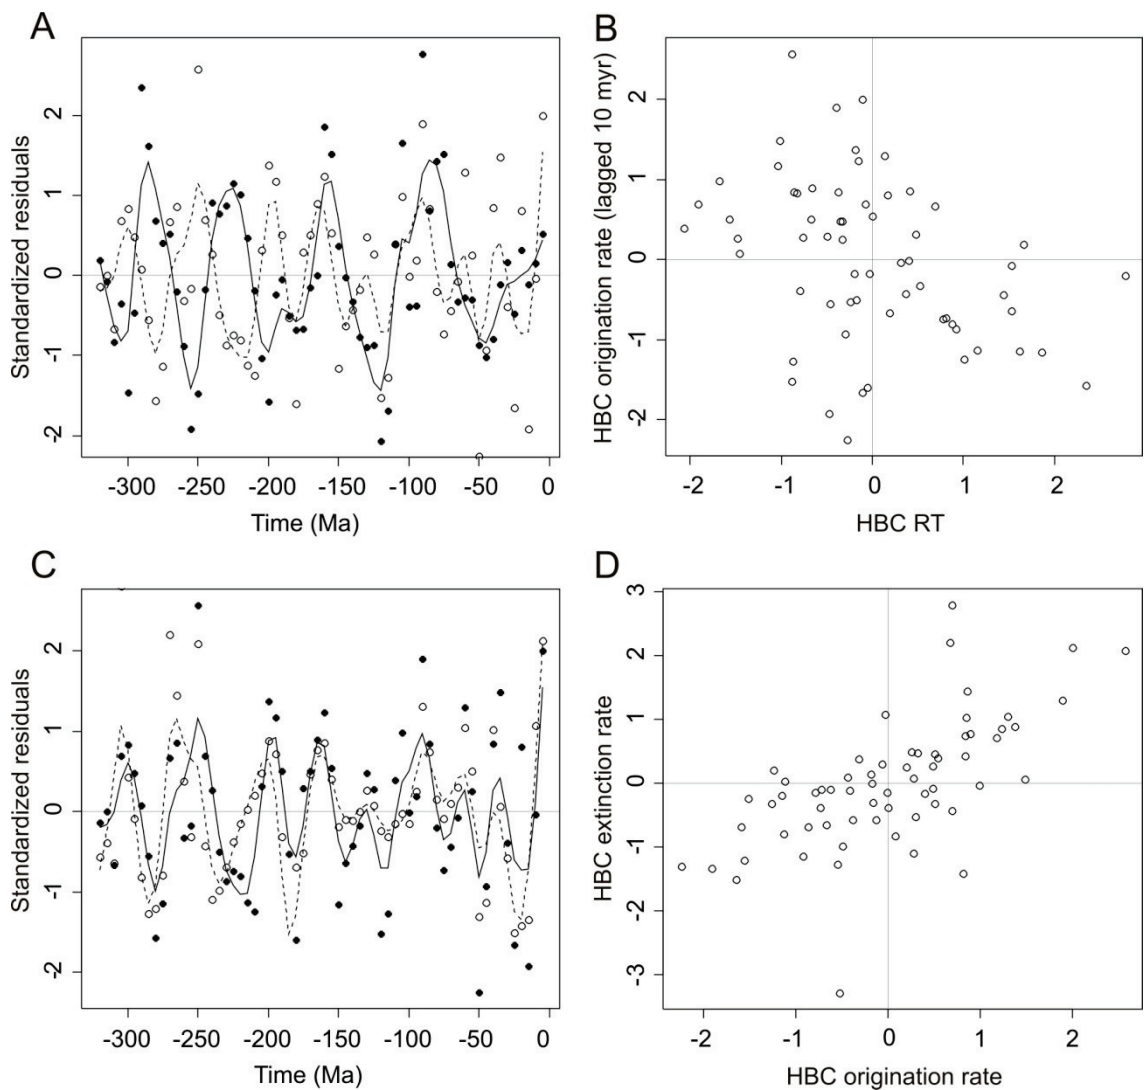 A
Standardized residuals
2
1
0
-1
-2
-300 -250 -200 -150 -100 -50 0
Time (Ma)
B
HBC origination rate (lagged 10 myr)
2
1
0
-1
-2
-2 -1 0 1 2
HBC RT
C
Standardized residuals
2
1
0
-1
-2
-300 -250 -200 -150 -100 -50 0
Time (Ma)
D
HBC extinction rate
3
2
1
0
-1
-2
-3
-2 -1 0 1 2
HBC origination rate